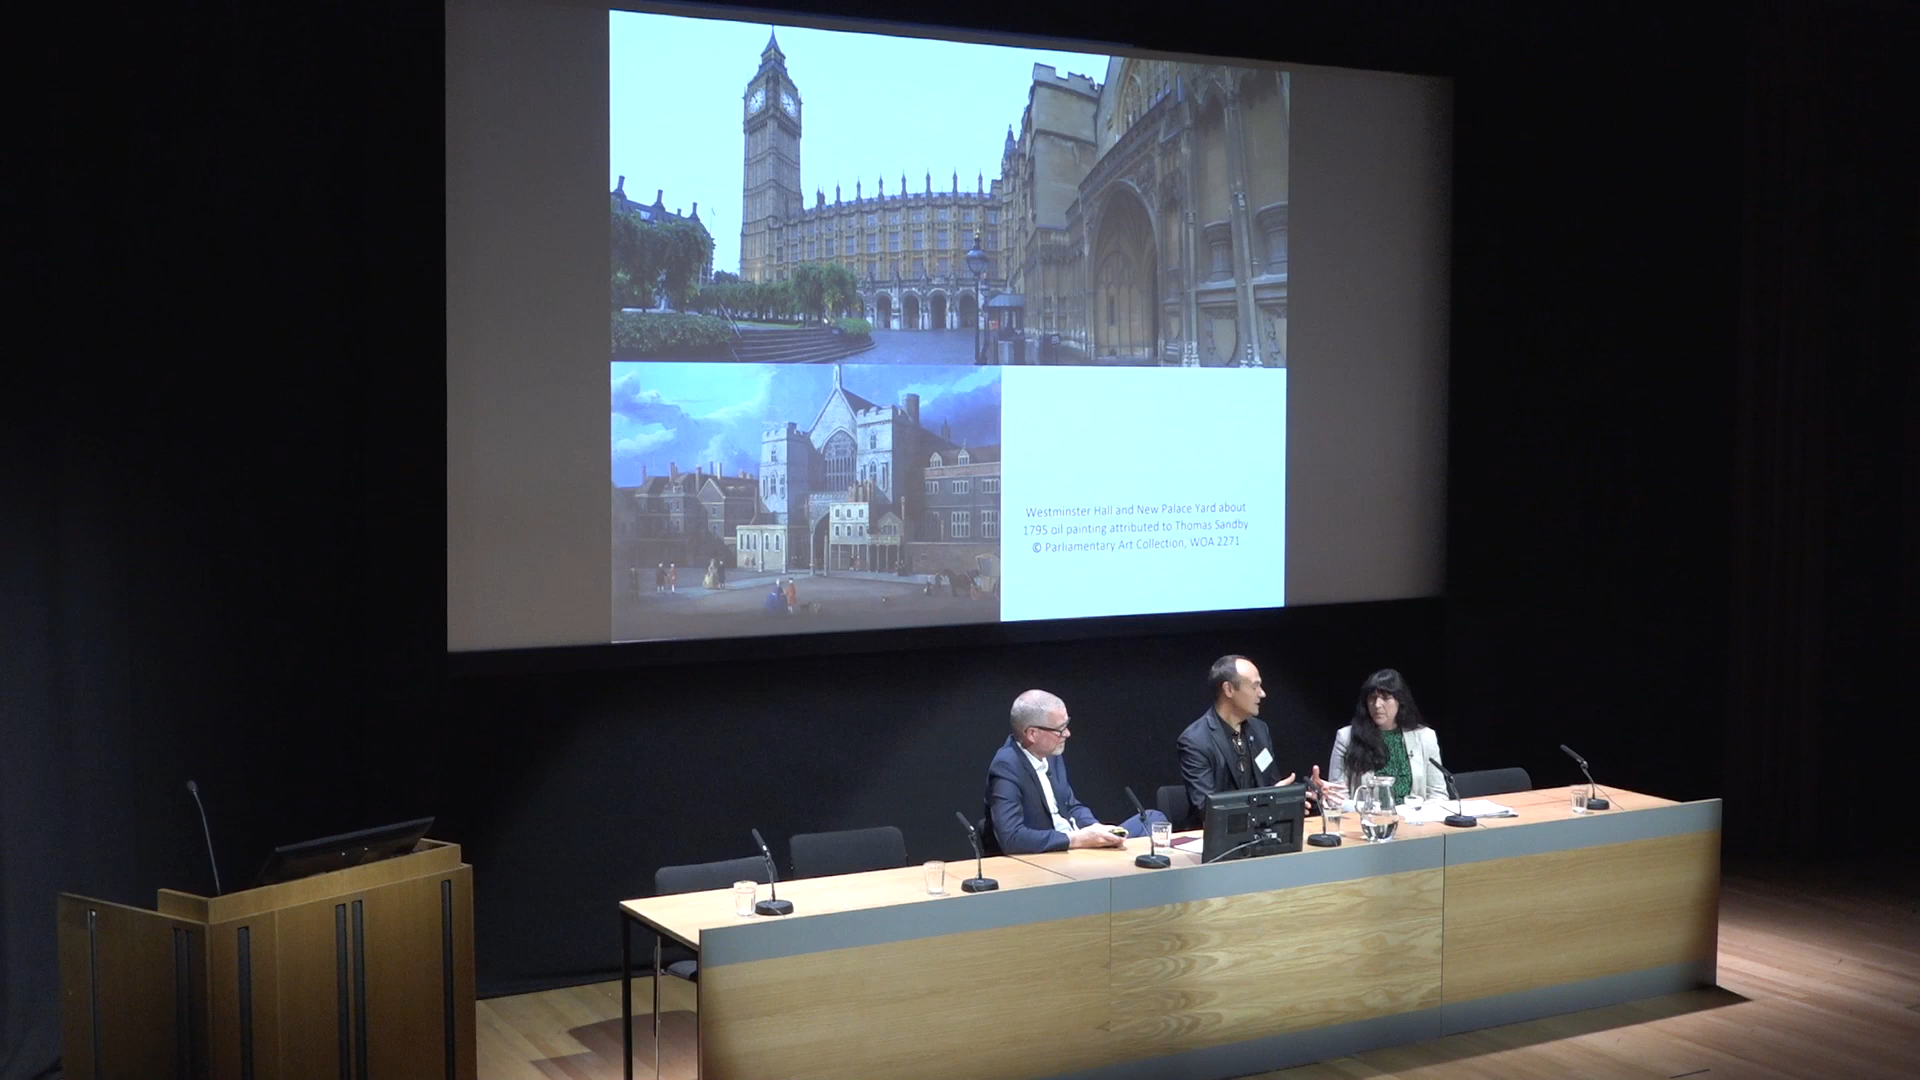 Westminster Hall and New Palace Yard about
1795 oil painting attributed to Thomas Sandby
© Parliamentary Art Collection, WOA 2271